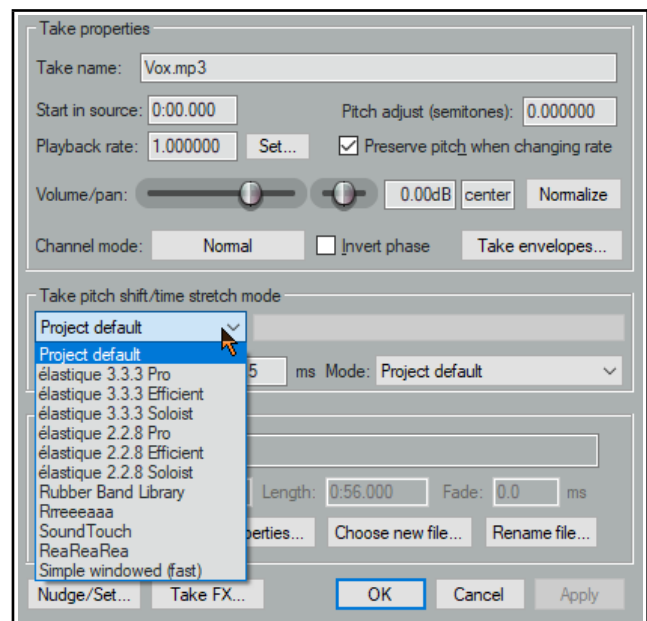 Take properties
Take name: Vox.mp3
Start in source: 0:00.000 Pitch adjust (semitones): 0.000000
Playback rate: 1.000000 Set... Preserve pitch when changing rate
Volume/pan: 0.00dB center Normalize
Channel mode: Normal Invert phase Take envelopes...
Take pitch shift/time stretch mode
Project default
Project default
élastique 3.3.3 Pro
5 ms Mode: Project default
élastique 3.3.3 Efficient
élastique 3.3.3 Soloist
élastique 2.2.8 Pro
élastique 2.2.8 Efficient
élastique 2.2.8 Soloist
Rubber Band Library
Length: 0:56.000 Fade: 0.0 ms
Rrreeeaaa
SoundTouch
perties... Choose new file... Rename file...
ReaReaRea
Simple windowed (fast)
Nudge/Set... Take FX... OK Cancel Apply